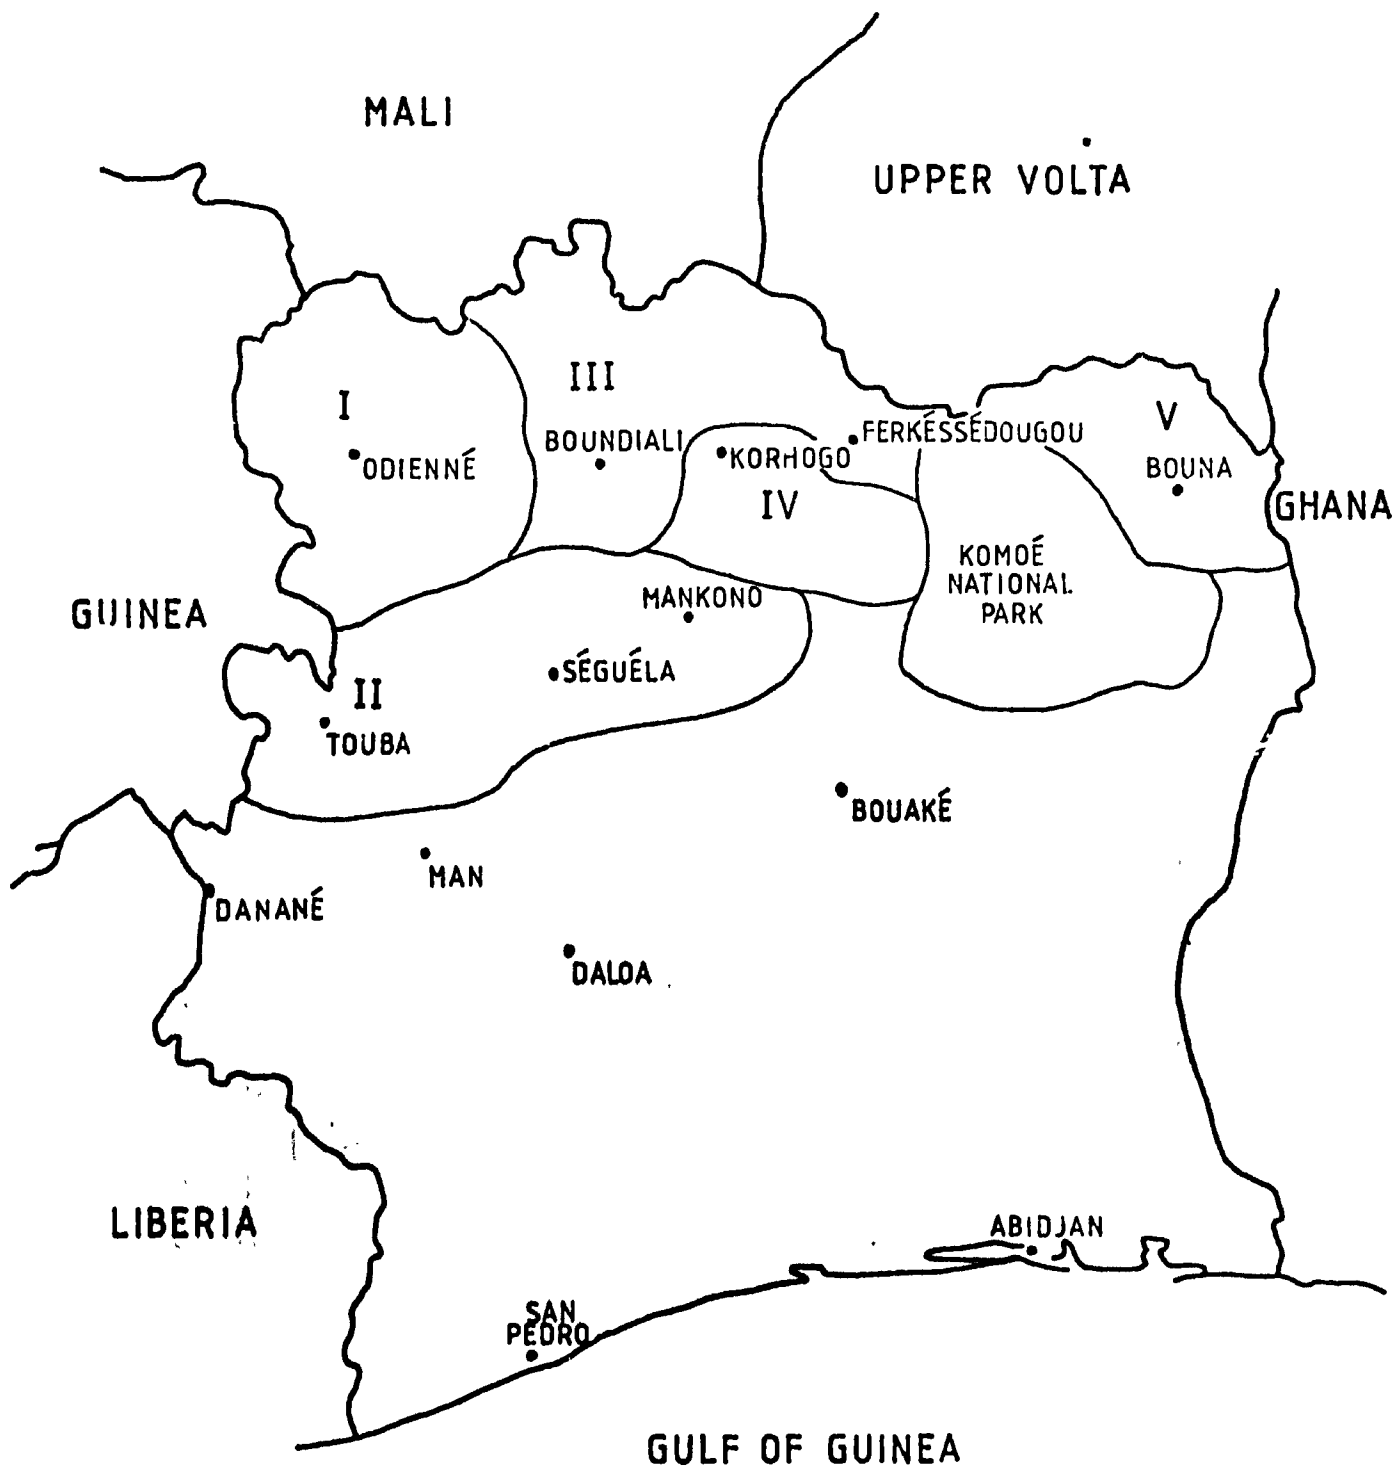 MALI
UPPER VOLTA
III
I
V
BOUNDIALI
FERKÉSSÉDOUGOU
KORHOGO
ODIENNÉ
BOUNA
IV
GHANA
KOMOÉ
NATIONAL
PARK
GUINEA
MANKONO
SÉGUÉLA
II
TOUBA
BOUAKÉ
MAN
DANANÉ
DALOA
LIBERIA
ABIDJAN
SAN
PÉDRO
GULF OF GUINEA